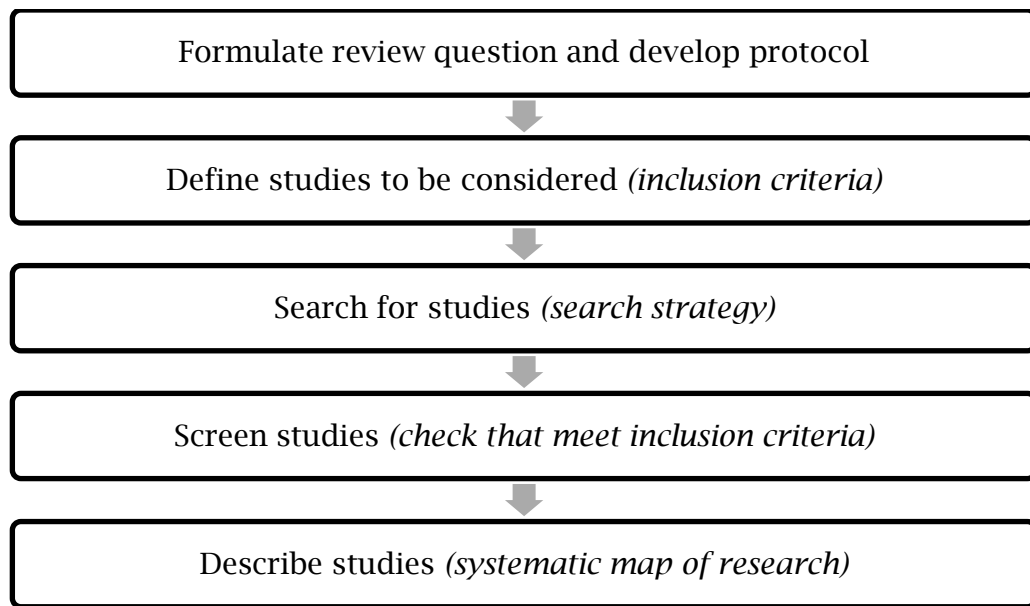 Formulate review question and develop protocol
Define studies to be considered (inclusion criteria)
Search for studies (search strategy)
Screen studies (check that meet inclusion criteria)
Describe studies (systematic map of research)